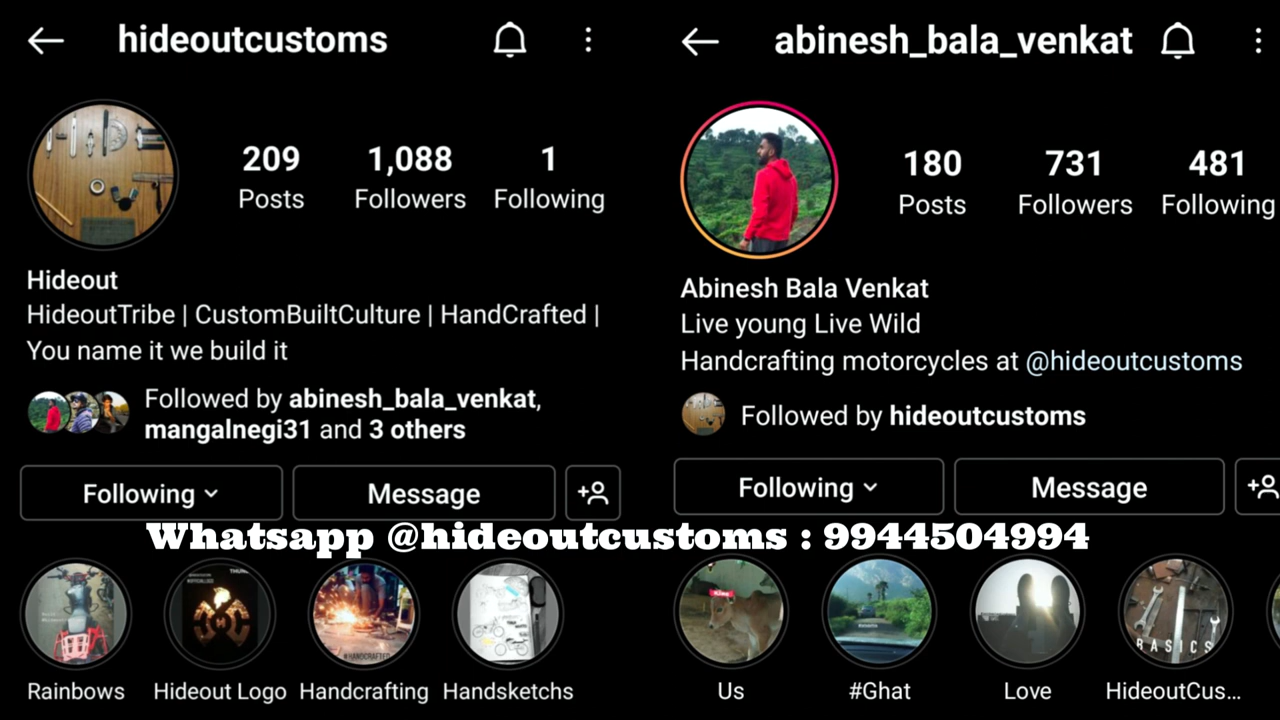 hideoutcustoms
209 1,088 1
Posts Followers Following
Hideout
HideoutTribe | CustomBuiltCulture | HandCrafted |
You name it we build it
Followed by abinesh_bala_venkat,
mangalnegi31 and 3 others
Following Message
abinesh_bala_venkat
180 731 481
Posts Followers Following
Abinesh Bala Venkat
Live young Live Wild
Handcrafting motorcycles at @hideoutcustoms
Followed by hideoutcustoms
Following Message
Whatsapp @hideoutcustoms : 9944504994
#HANDCRAFTED
Rainbows Hideout Logo Handcrafting Handsketchs
BASICS
Us #Ghat Love HideoutCus...